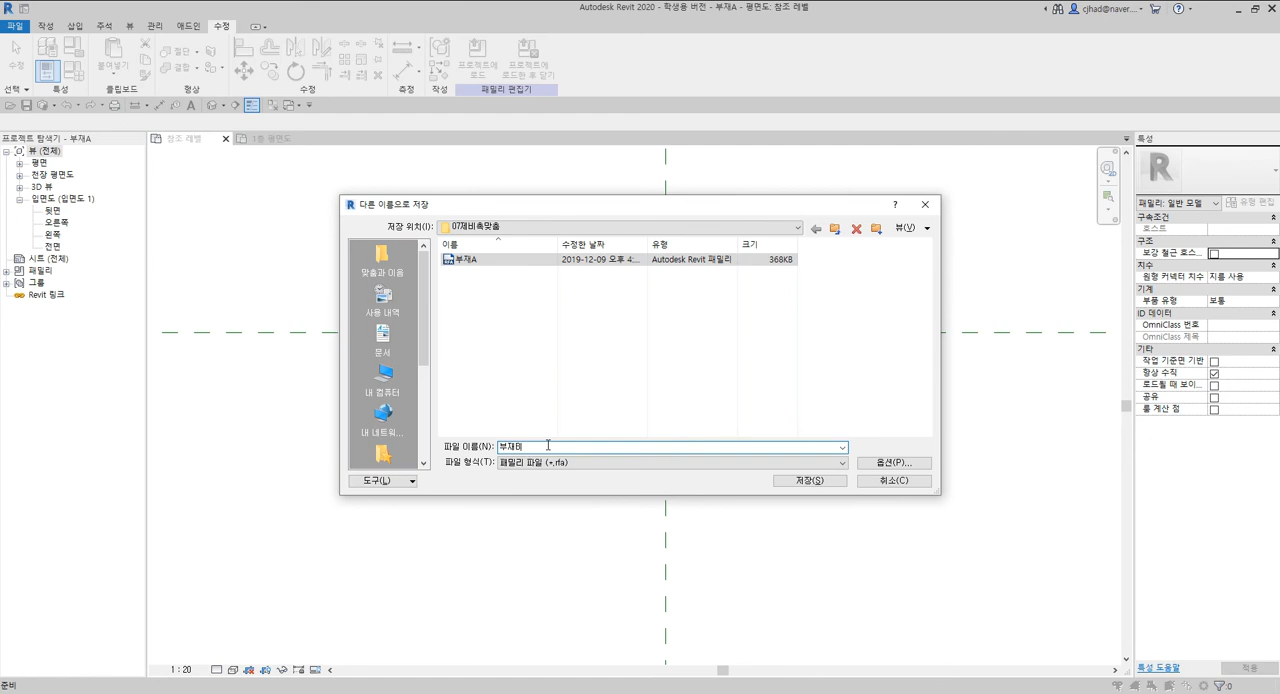 Autodesk Revit 2020 - 학생용 버전 - 부재A - 평면도: 참조 레벨
cjhad@naver....
파일 작성 삽입 주석 뷰 관리 애드인 수정
수정
붙여넣기
절단
결합
프로젝트에 로드
프로젝트에 로드한 후 닫기
선택 특성 클립보드 형상 수정 측정 작성 패밀리 편집기
프로젝트 탐색기 - 부재A
뷰 (전체)
평면
천장 평면도
3D 뷰
입면도 (입면도 1)
뒷면
오른쪽
왼쪽
전면
시트 (전체)
패밀리
그룹
Revit 링크
참조 레벨
1층 평면도
다른 이름으로 저장
저장 위치(I):
07제비촉맞춤
뷰(V)
이름 수정한 날짜 유형 크기
부재A 2019-12-09 오후 4:... Autodesk Revit 패밀리 368KB
맞춤과 이음
사용 내역
문서
내 컴퓨터
내 네트워...
파일 이름(N): 부재B
파일 형식(T): 패밀리 파일 (*.rfa)
옵션(P)...
도구(L)
저장(S)
취소(C)
특성
패밀리: 일반 모델
유형 편집
구속조건
호스트
구조
보강 철근 호스...
치수
원형 커넥터 치수 지름 사용
기계
부품 유형 보통
ID 데이터
OmniClass 번호
OmniClass 제목
기타
작업 기준면 기반
항상 수직
로드될 때 보이...
공유
룸 계산 점
특성 도움말
적용
1 : 20
준비
:0